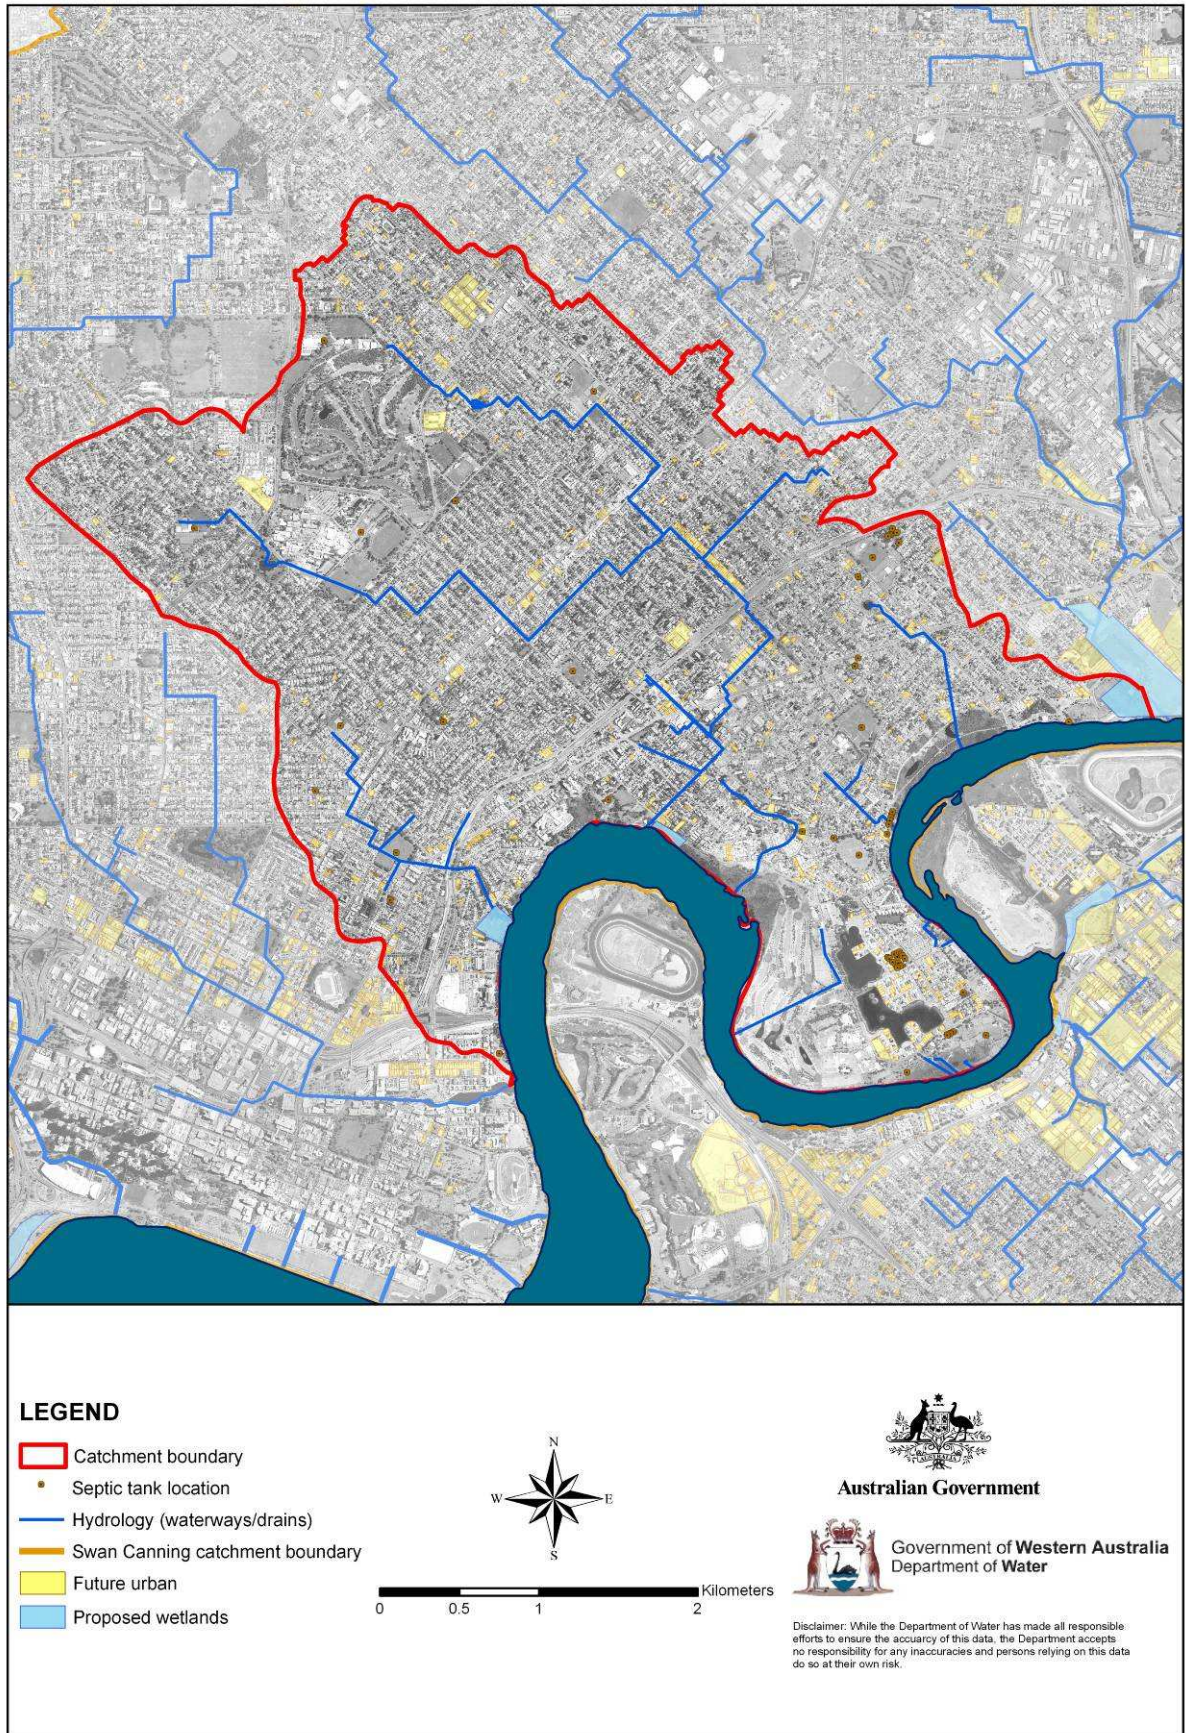 LEGEND
Catchment boundary
Septic tank location
Hydrology (waterways/drains)
Swan Canning catchment boundary
Future urban
Proposed wetlands
N
W E
S
Kilometers
0 0.5 1 2
AUSTRALIA
Australian Government
Government of Western Australia
Department of Water
Disclaimer: While the Department of Water has made all responsible
efforts to ensure the accuarcy of this data, the Department accepts
no responsibility for any inaccuracies and persons relying on this data
do so at their own risk.